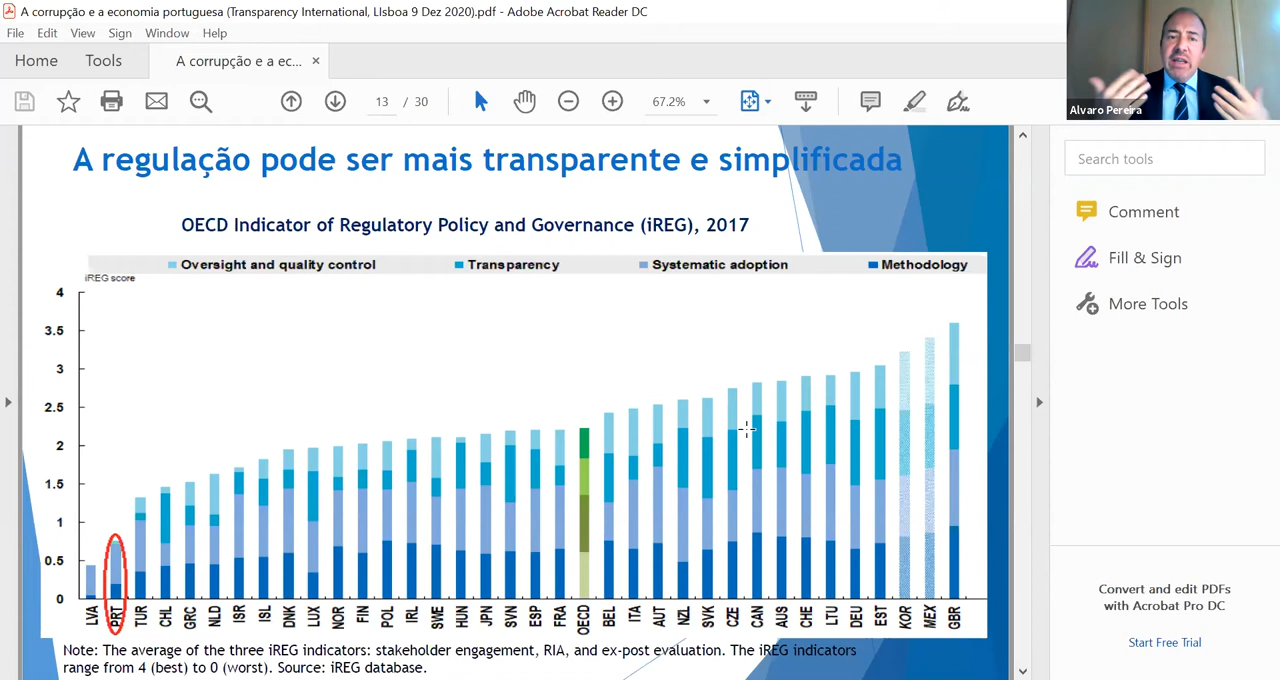 A corrupção e a economia portuguesa (Transparency International, LIsboa 9 Dez 2020).pdf - Adobe Acrobat Reader DC
File Edit View Sign Window Help
Home Tools A corrupção e a ec... ×
13 / 30 67.2%
Alvaro Pereira
A regulação pode ser mais transparente e simplificada
OECD Indicator of Regulatory Policy and Governance (iREG), 2017
Oversight and quality control Transparency Systematic adoption Methodology
iREG score
4
3.5
3
2.5
2
1.5
1
0.5
0
LVA PRT TUR CHL GRC NLD ISR ISL DNK LUX NOR FIN POL IRL SWE HUN JPN SVN ESP FRA OECD BEL ITA AUT NZL SVK CZE CAN AUS CHE LTU DEU EST KOR MEX GBR
Note: The average of the three iREG indicators: stakeholder engagement, RIA, and ex-post evaluation. The iREG indicators
range from 4 (best) to 0 (worst). Source: iREG database.
Search tools
Comment
Fill & Sign
More Tools
Convert and edit PDFs
with Acrobat Pro DC
Start Free Trial